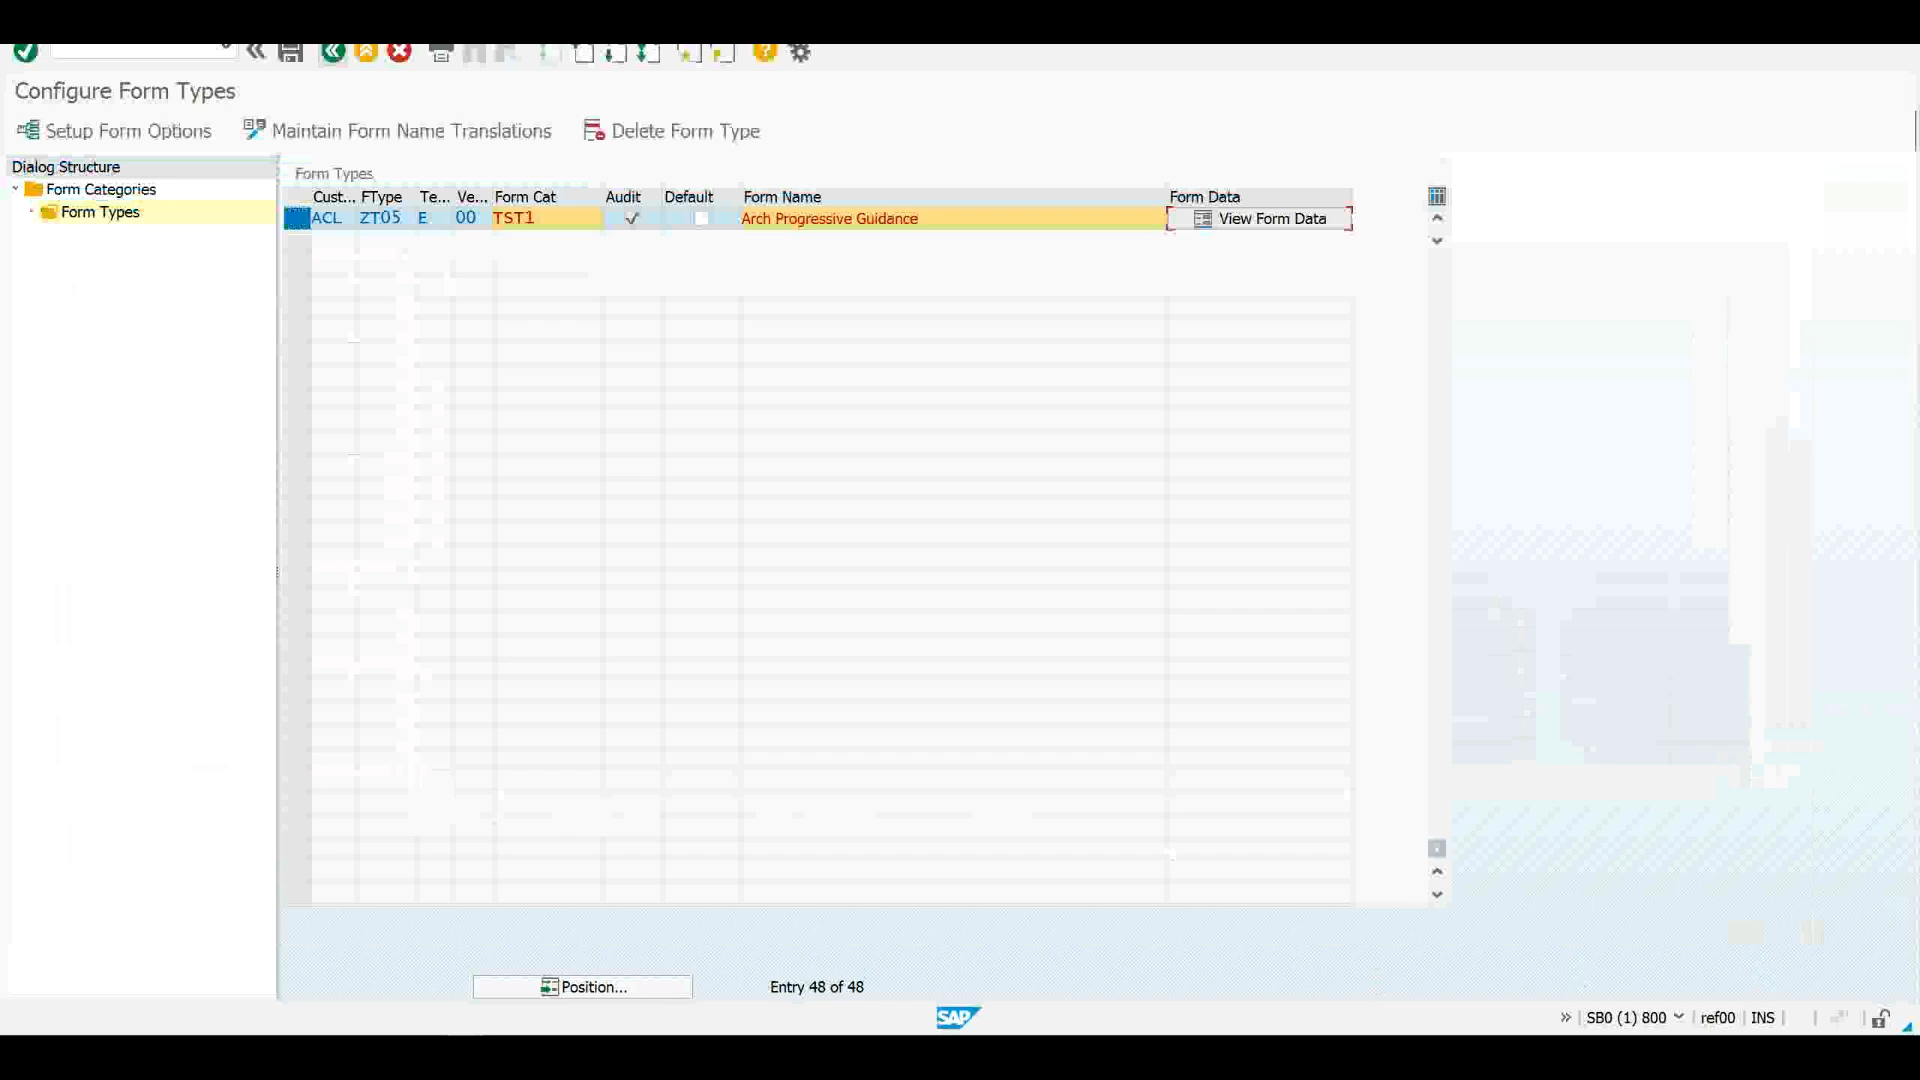 Configure Form Types
Setup Form Options Maintain Form Name Translations Delete Form Type
Dialog Structure
Form Categories
Form Types
Form Types
Cust... FType Te... Ve... Form Cat Audit Default Form Name Form Data
ACL ZT05 E 00 TST1 Arch Progressive Guidance View Form Data
Position... Entry 48 of 48
SAP
SB0 (1) 800 ref00 INS